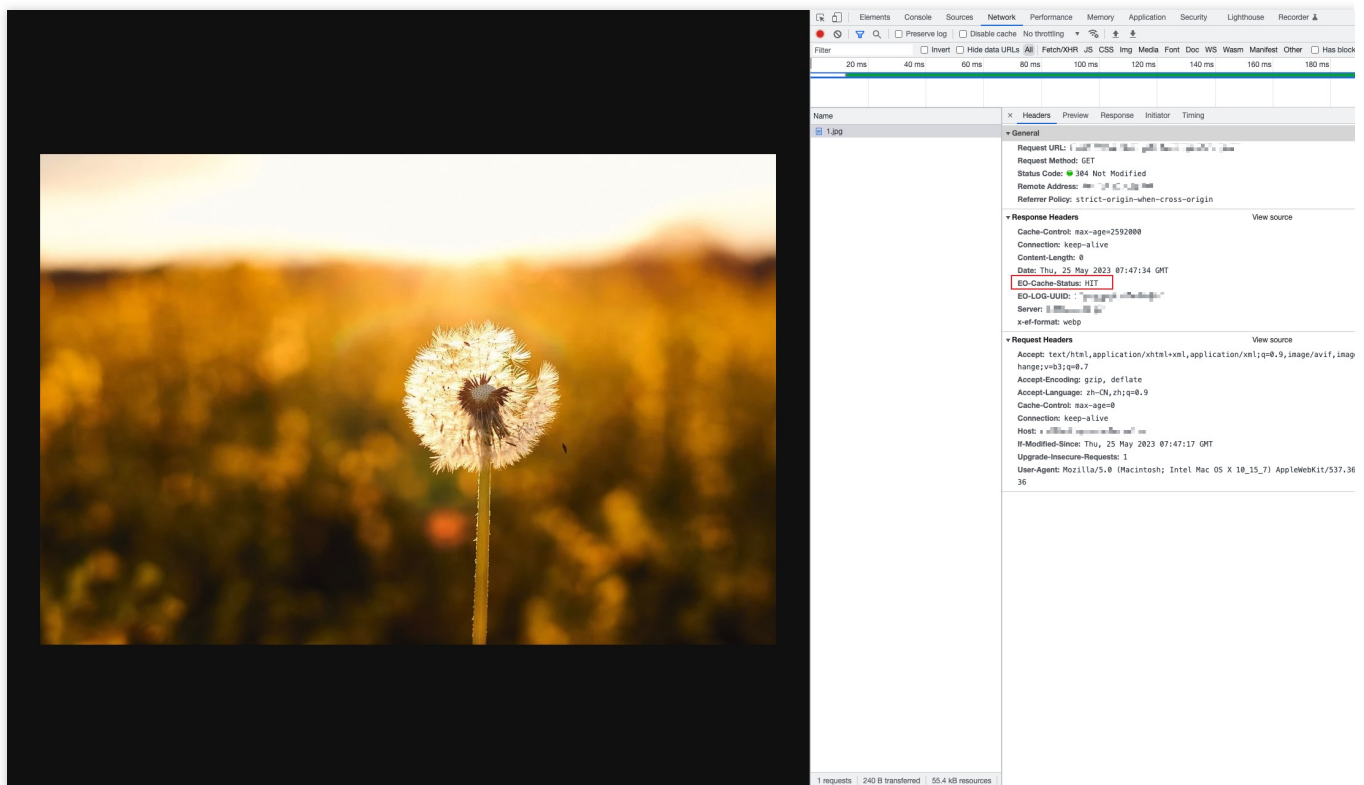 Elements Console Sources Network Performance Memory Application Security Lighthouse Recorder
Preserve log Disable cache No throttling
Filter Invert Hide data URLs All Fetch/XHR JS CSS Img Media Font Doc WS Wasm Manifest Other Has block
20 ms 40 ms 60 ms 80 ms 100 ms 120 ms 140 ms 160 ms 180 ms
Name
1.jpg
× Headers Preview Response Initiator Timing
General
Request URL:
Request Method: GET
Status Code: 304 Not Modified
Remote Address:
Referrer Policy: strict-origin-when-cross-origin
Response Headers View source
Cache-Control: max-age=2592000
Connection: keep-alive
Content-Length: 0
Date: Thu, 25 May 2023 07:47:34 GMT
EO-Cache-Status: HIT
EO-LOG-UUID:
Server:
x-ef-format: webp
Request Headers View source
Accept: text/html,application/xhtml+xml,application/xml;q=0.9,image/avif,imag
hange;v=b3;q=0.7
Accept-Encoding: gzip, deflate
Accept-Language: zh-CN,zh;q=0.9
Cache-Control: max-age=0
Connection: keep-alive
Host:
If-Modified-Since: Thu, 25 May 2023 07:47:17 GMT
Upgrade-Insecure-Requests: 1
User-Agent: Mozilla/5.0 (Macintosh; Intel Mac OS X 10_15_7) AppleWebKit/537.36
36
1 requests 240 B transferred 55.4 kB resources